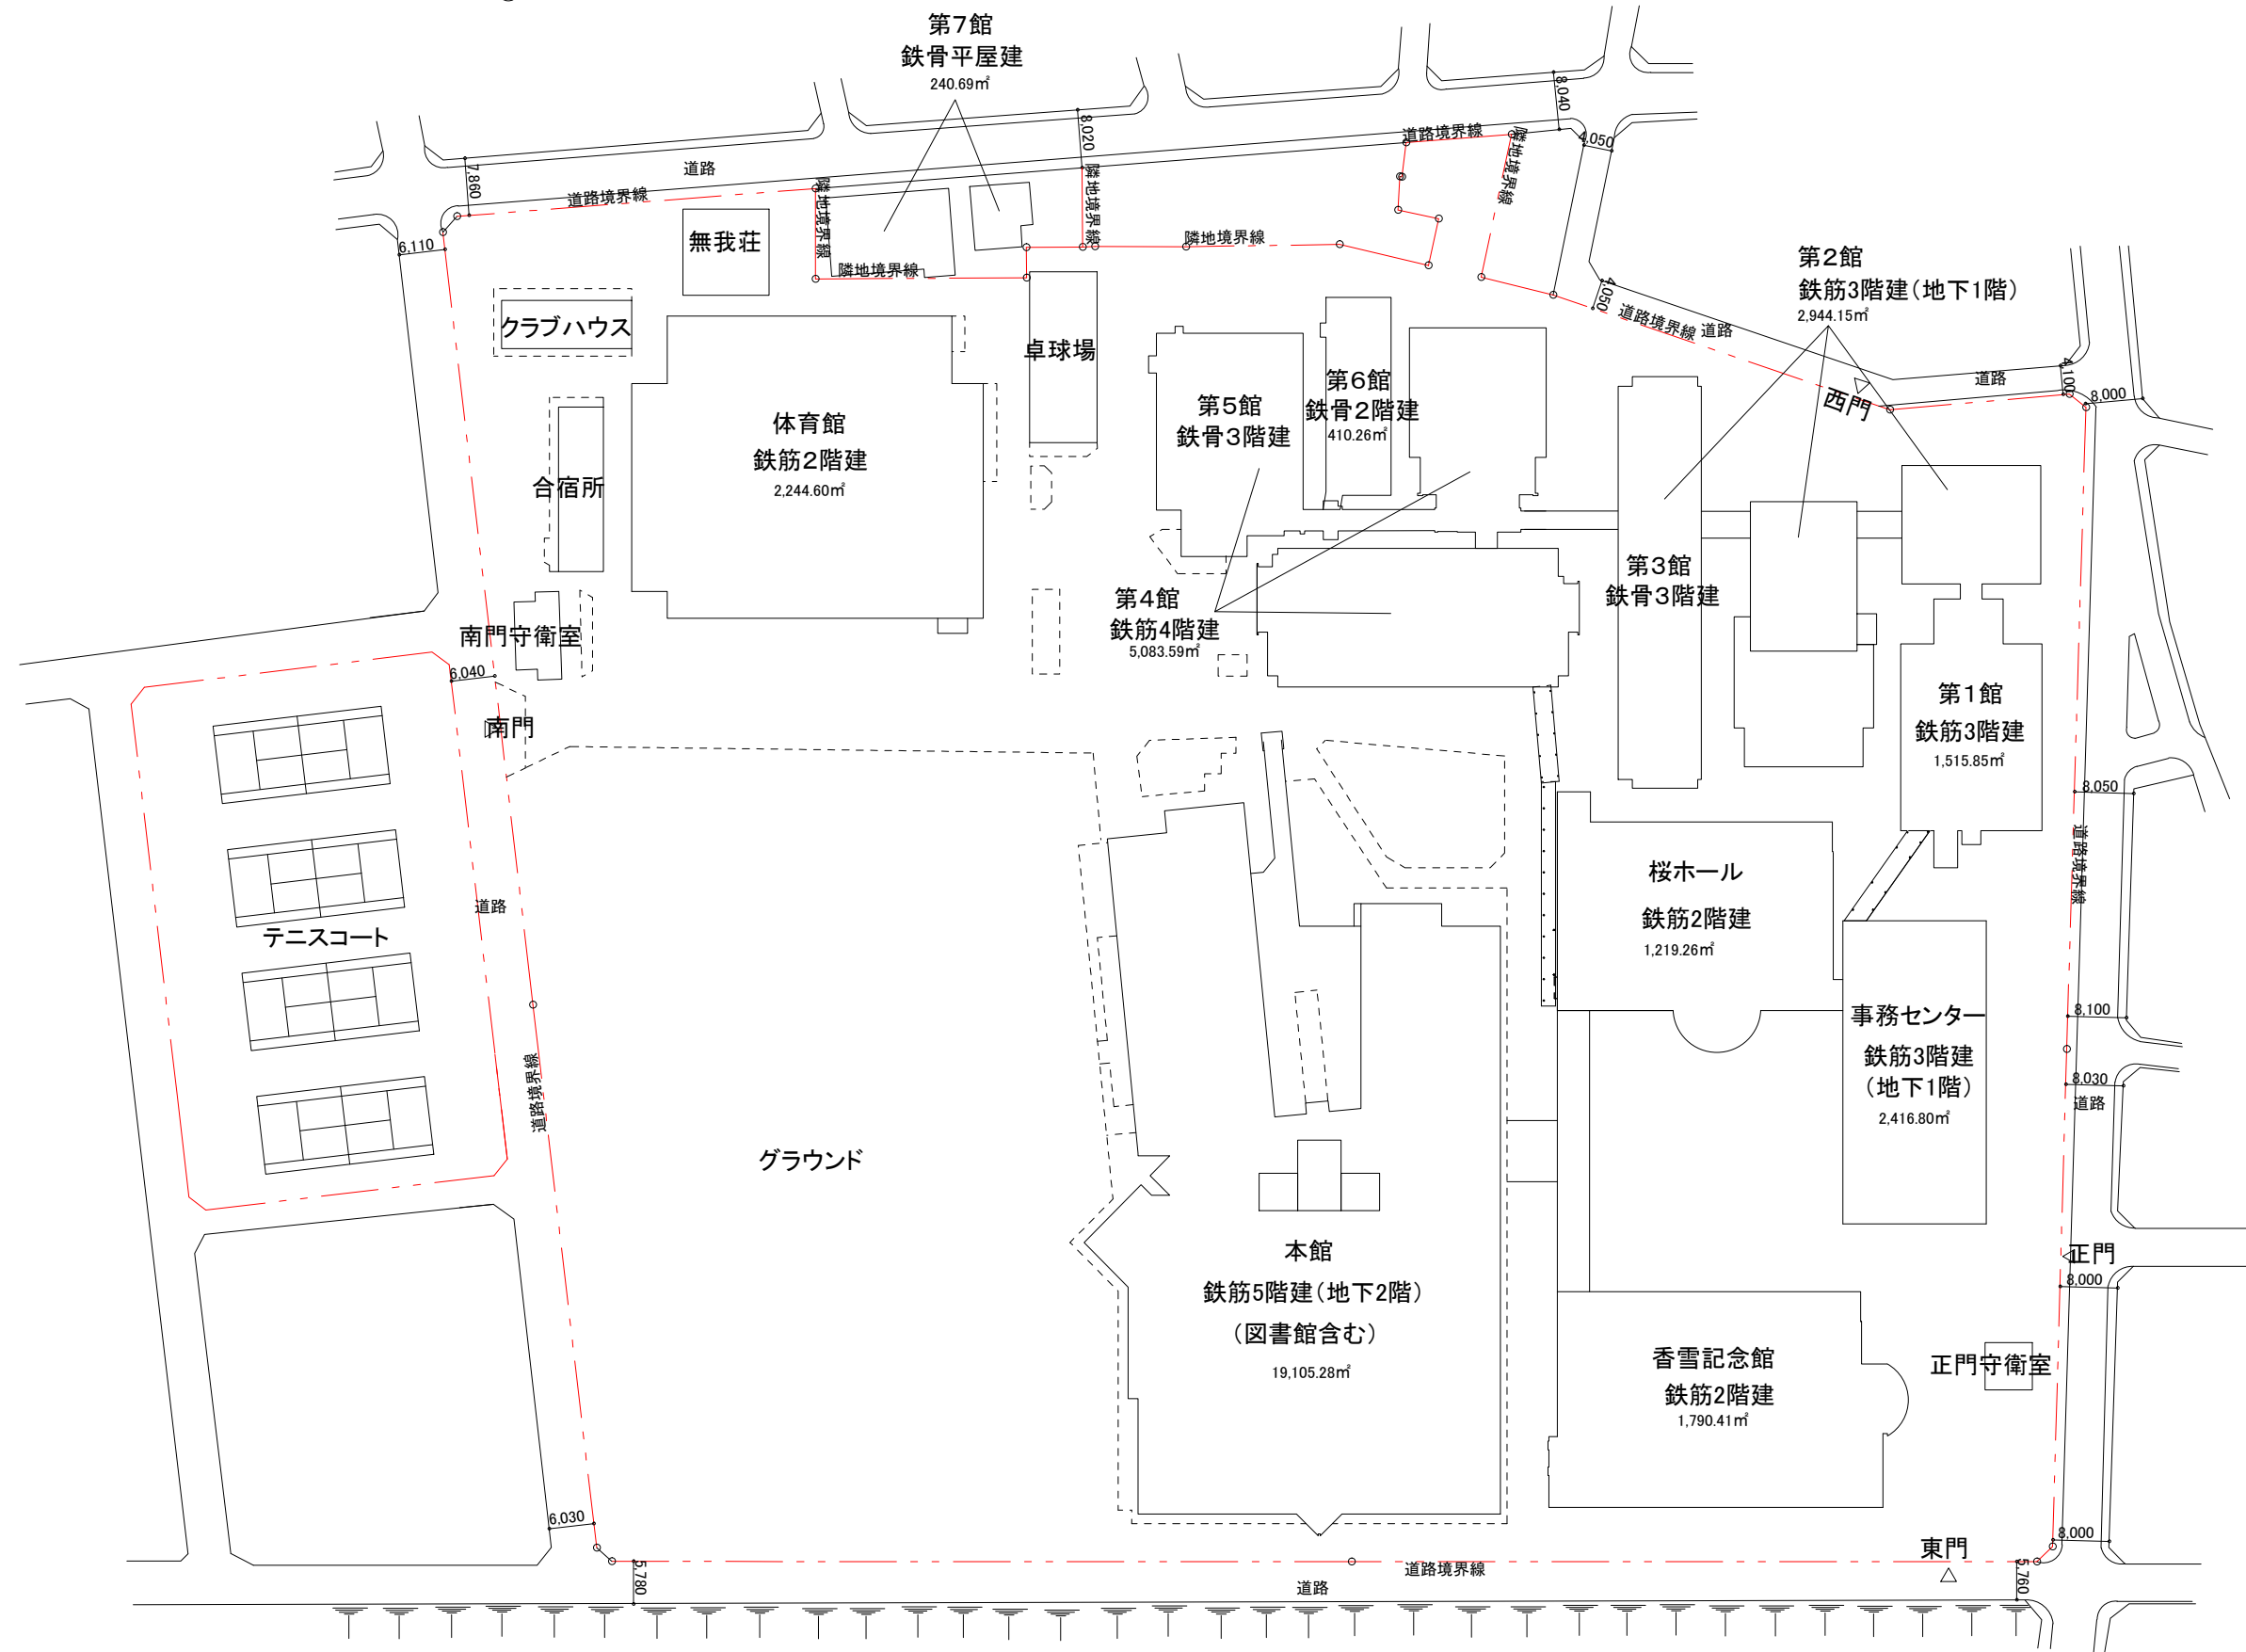 第7館
鉄骨平屋建
240.69㎡
8,040
道路境界線
隣地境界線
4,050
8,020
道路
7,860
道路境界線
隣地境界線
隣地境界線
無我荘
6,110
隣地境界線
隣地境界線
第2館
鉄筋3階建(地下1階)
2,944.15㎡
4,050
道路境界線
道路
クラブハウス
卓球場
4,100
道路
8,000
西門
第6館
鉄骨2階建
410.26㎡
第5館
鉄骨3階建
体育館
鉄筋2階建
2,244.60㎡
合宿所
第3館
鉄骨3階建
第4館
鉄筋4階建
5,083.59㎡
南門守衛室
6,040
南門
第1館
鉄筋3階建
1,515.85㎡
8,050
道路境界線
桜ホール
鉄筋2階建
1,219.26㎡
道路
テニスコート
事務センター
鉄筋3階建
(地下1階)
2,416.80㎡
8,100
8,030
道路
道路境界線
グラウンド
正門
8,000
本館
鉄筋5階建(地下2階)
(図書館含む)
19,105.28㎡
香雪記念館
鉄筋2階建
1,790.41㎡
正門守衛室
6,030
8,000
東門
5,780
道路境界線
道路
5,760